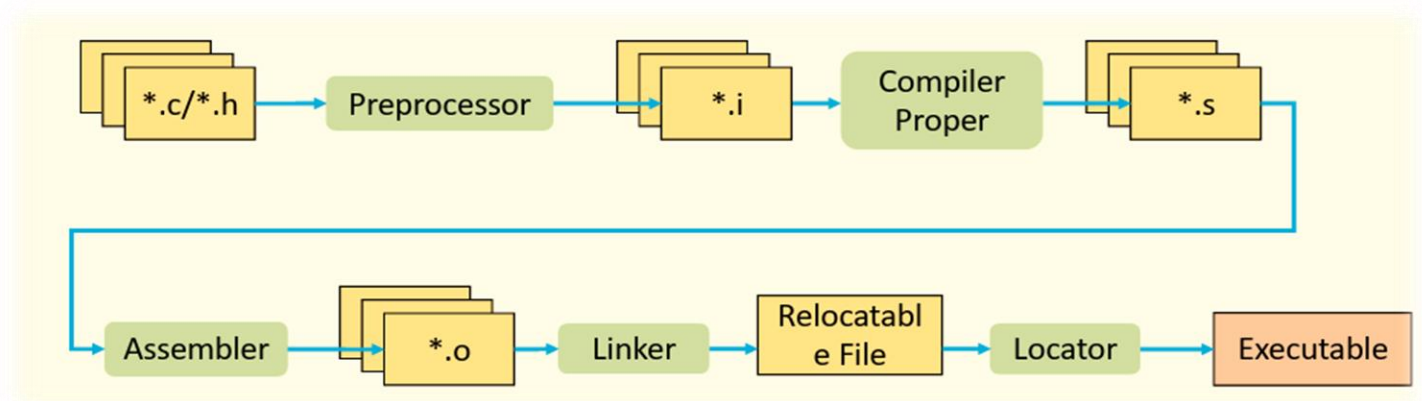 *.c/*.h
Preprocessor
*.i
Compiler
Proper
*.s
Assembler
*.o
Linker
Relocatabl
e File
Locator
Executable